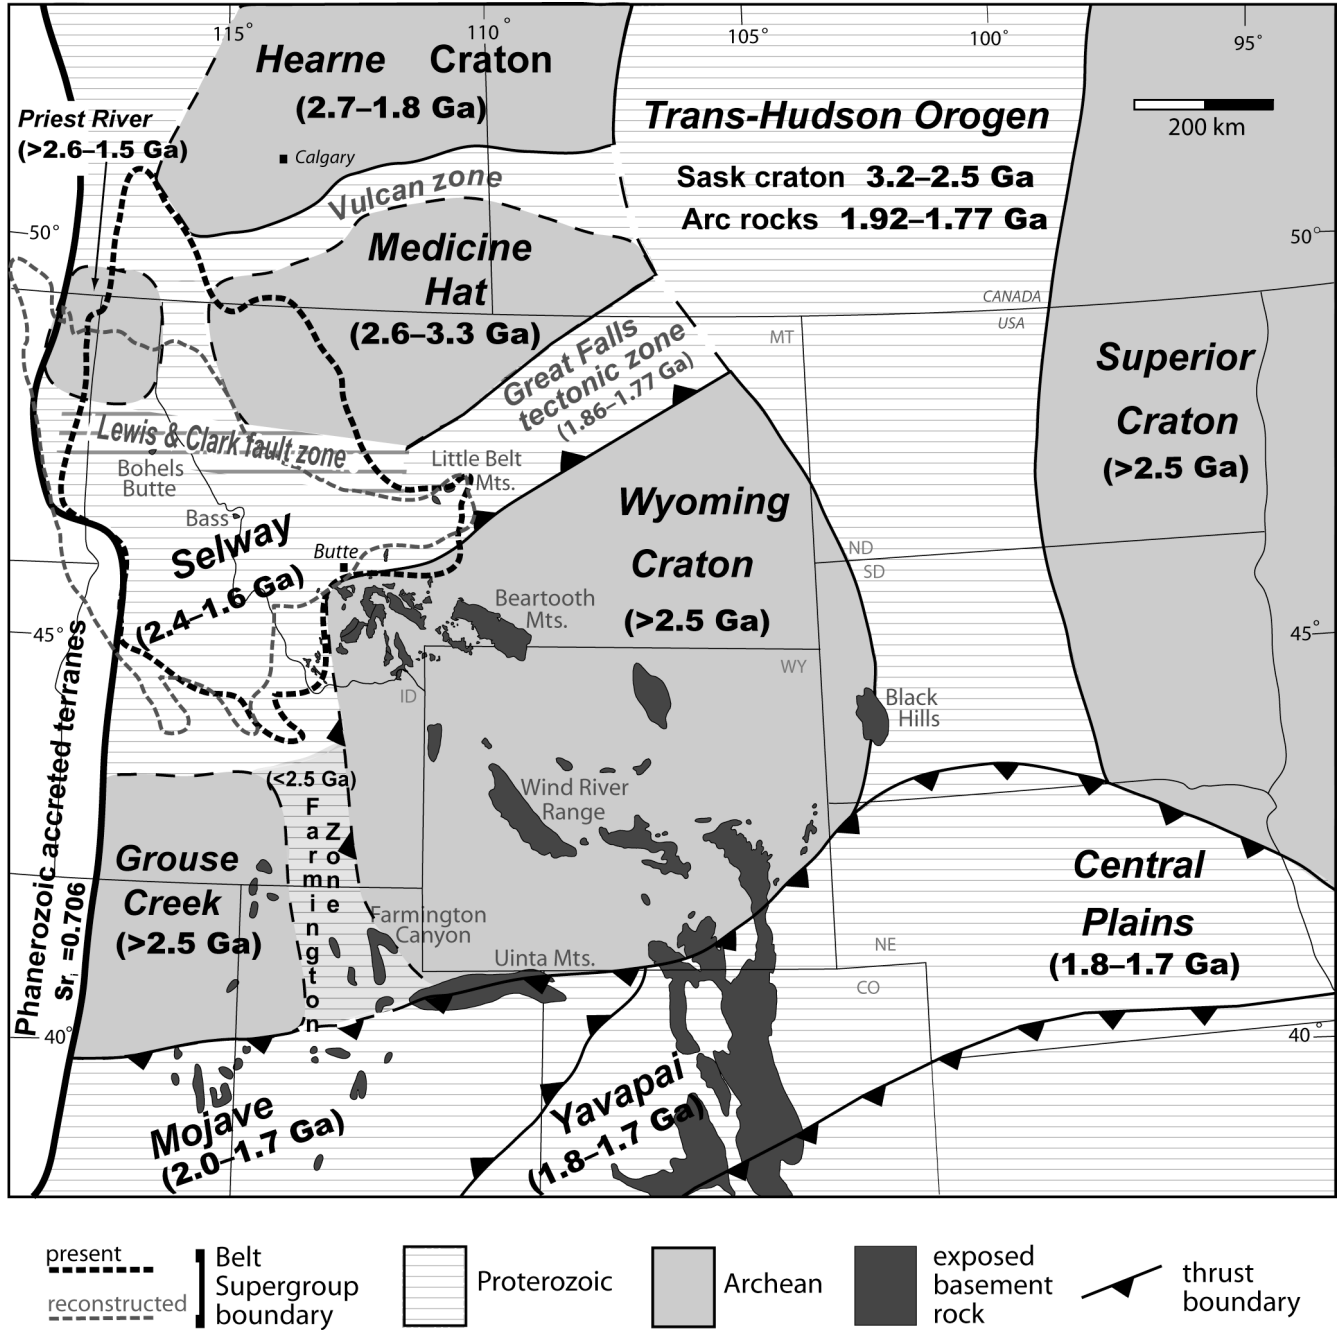 115°
110°
105°
100°
95°
Hearne Craton
(2.7–1.8 Ga)
Calgary
Priest River
(>2.6–1.5 Ga)
Trans-Hudson Orogen
Sask craton 3.2–2.5 Ga
Arc rocks 1.92–1.77 Ga
200 km
Vulcan zone
50°
50°
Medicine
Hat
(2.6–3.3 Ga)
CANADA
USA
MT
Great Falls
tectonic zone
(1.86–1.77 Ga)
Superior
Craton
(>2.5 Ga)
Lewis & Clark fault zone
Bohels
Butte
Little Belt
Mts.
Wyoming
Craton
(>2.5 Ga)
Bass
Selway
(2.4–1.6 Ga)
Butte
ND
SD
Beartooth
Mts.
45°
45°
WY
ID
Black
Hills
Phanerozoic accreted terranes
Sri =0.706
(<2.5 Ga)
Farmington
Zone
Wind River
Range
Grouse
Creek
(>2.5 Ga)
Farmington
Canyon
Uinta Mts.
Central
Plains
(1.8–1.7 Ga)
NE
CO
40°
40°
Mojave
(2.0–1.7 Ga)
Yavapai
(1.8–1.7 Ga)
present
reconstructed
Belt
Supergroup
boundary
Proterozoic
Archean
exposed
basement
rock
thrust
boundary